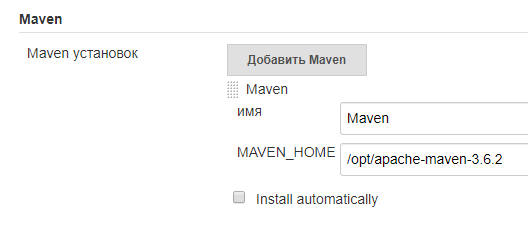 Maven
Maven установок
Добавить Maven
Maven
имя
Maven
MAVEN_HOME
/opt/apache-maven-3.6.2
Install automatically